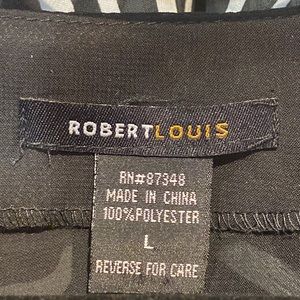 ROBERTLOUIS
RN#87348
MADE IN CHINA
100%POLYESTER
L
REVERSE FOR CARE